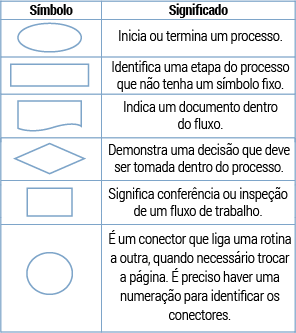 Símbolo Significado
Inicia ou termina um processo.
Identifica uma etapa do processo
que não tenha um símbolo fixo.
Indica um documento dentro
do fluxo.
Demonstra uma decisão que deve
ser tomada dentro do processo.
Significa conferência ou inspeção
de um fluxo de trabalho.
É um conector que liga uma rotina
a outra, quando necessário trocar
a página. É preciso haver uma
numeração para identificar os
conectores.